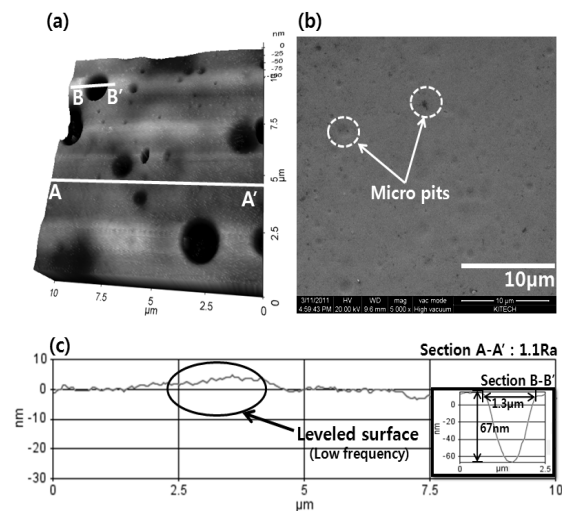 (a)
nm
0
-25
-50
-75
-100
10
7.5
5
μm
2.5
0
B
B'
A
A'
10
7.5
5
2.5
0
μm
(b)
Micro pits
10μm
3/11/2011 HV WD mag vac mode 10 μm
4:59:43 PM 20.00 kV 9.6 mm 5 000 x High vacuum KITECH
(c)
Section A-A' : 1.1Ra
10
0
-10
-20
-30
nm
Leveled surface
(Low frequency)
0 2.5 5 7.5 10
μm
Section B-B'
1.3μm
67nm
0
-20
-40
-60
nm
0 μm 2.5